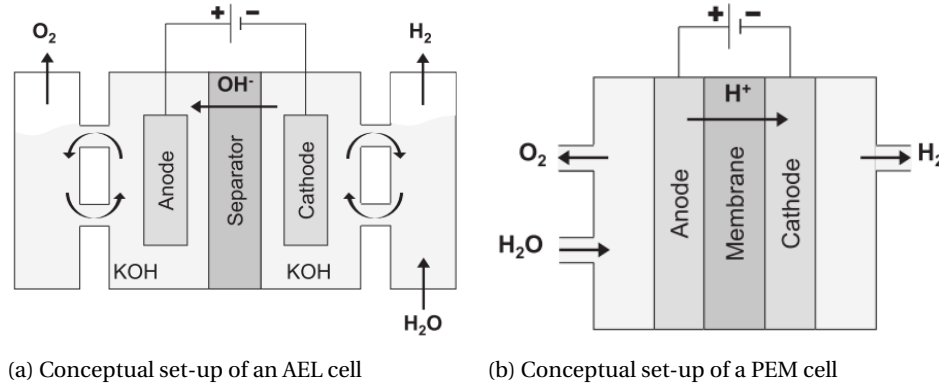 + −
O₂
H₂
OH⁻
Anode
Separator
Cathode
KOH
KOH
H₂O
(a) Conceptual set-up of an AEL cell
+ −
H⁺
O₂
H₂
H₂O
Anode
Membrane
Cathode
(b) Conceptual set-up of a PEM cell